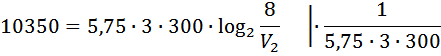 10350 = 5,75 · 3 · 300 · log₂ 8/V₂ | · 1/(5,75 · 3 · 300)